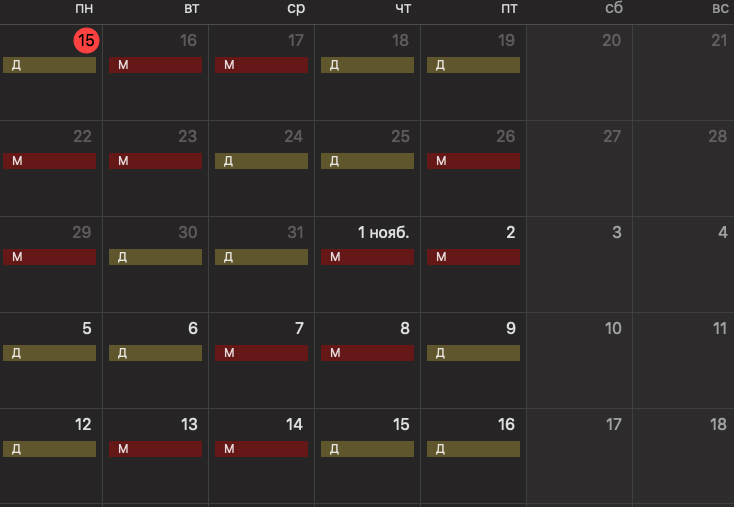 пн вт ср чт пт сб вс
15 16 17 18 19 20 21
Д М М Д Д
22 23 24 25 26 27 28
М М Д Д М
29 30 31 1 нояб. 2 3 4
М Д Д М М
5 6 7 8 9 10 11
Д Д М М Д
12 13 14 15 16 17 18
Д М М Д Д